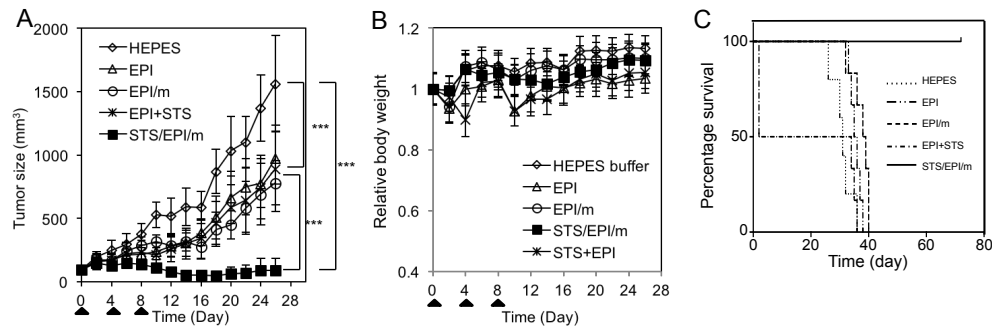 A
Tumor size (mm³)
2000
1500
1000
500
0
HEPES
EPI
EPI/m
EPI+STS
STS/EPI/m
***
***
***
0 4 8 12 16 20 24 28
Time (Day)
B
Relative body weight
1.2
1
1.2
0.6
0.4
HEPES buffer
EPI
EPI/m
STS/EPI/m
STS+EPI
0 4 8 12 16 20 24 28
Time (Day)
C
Percentage survival
100
50
0
HEPES
EPI
EPI/m
EPI+STS
STS/EPI/m
0 20 40 60 80
Time (day)